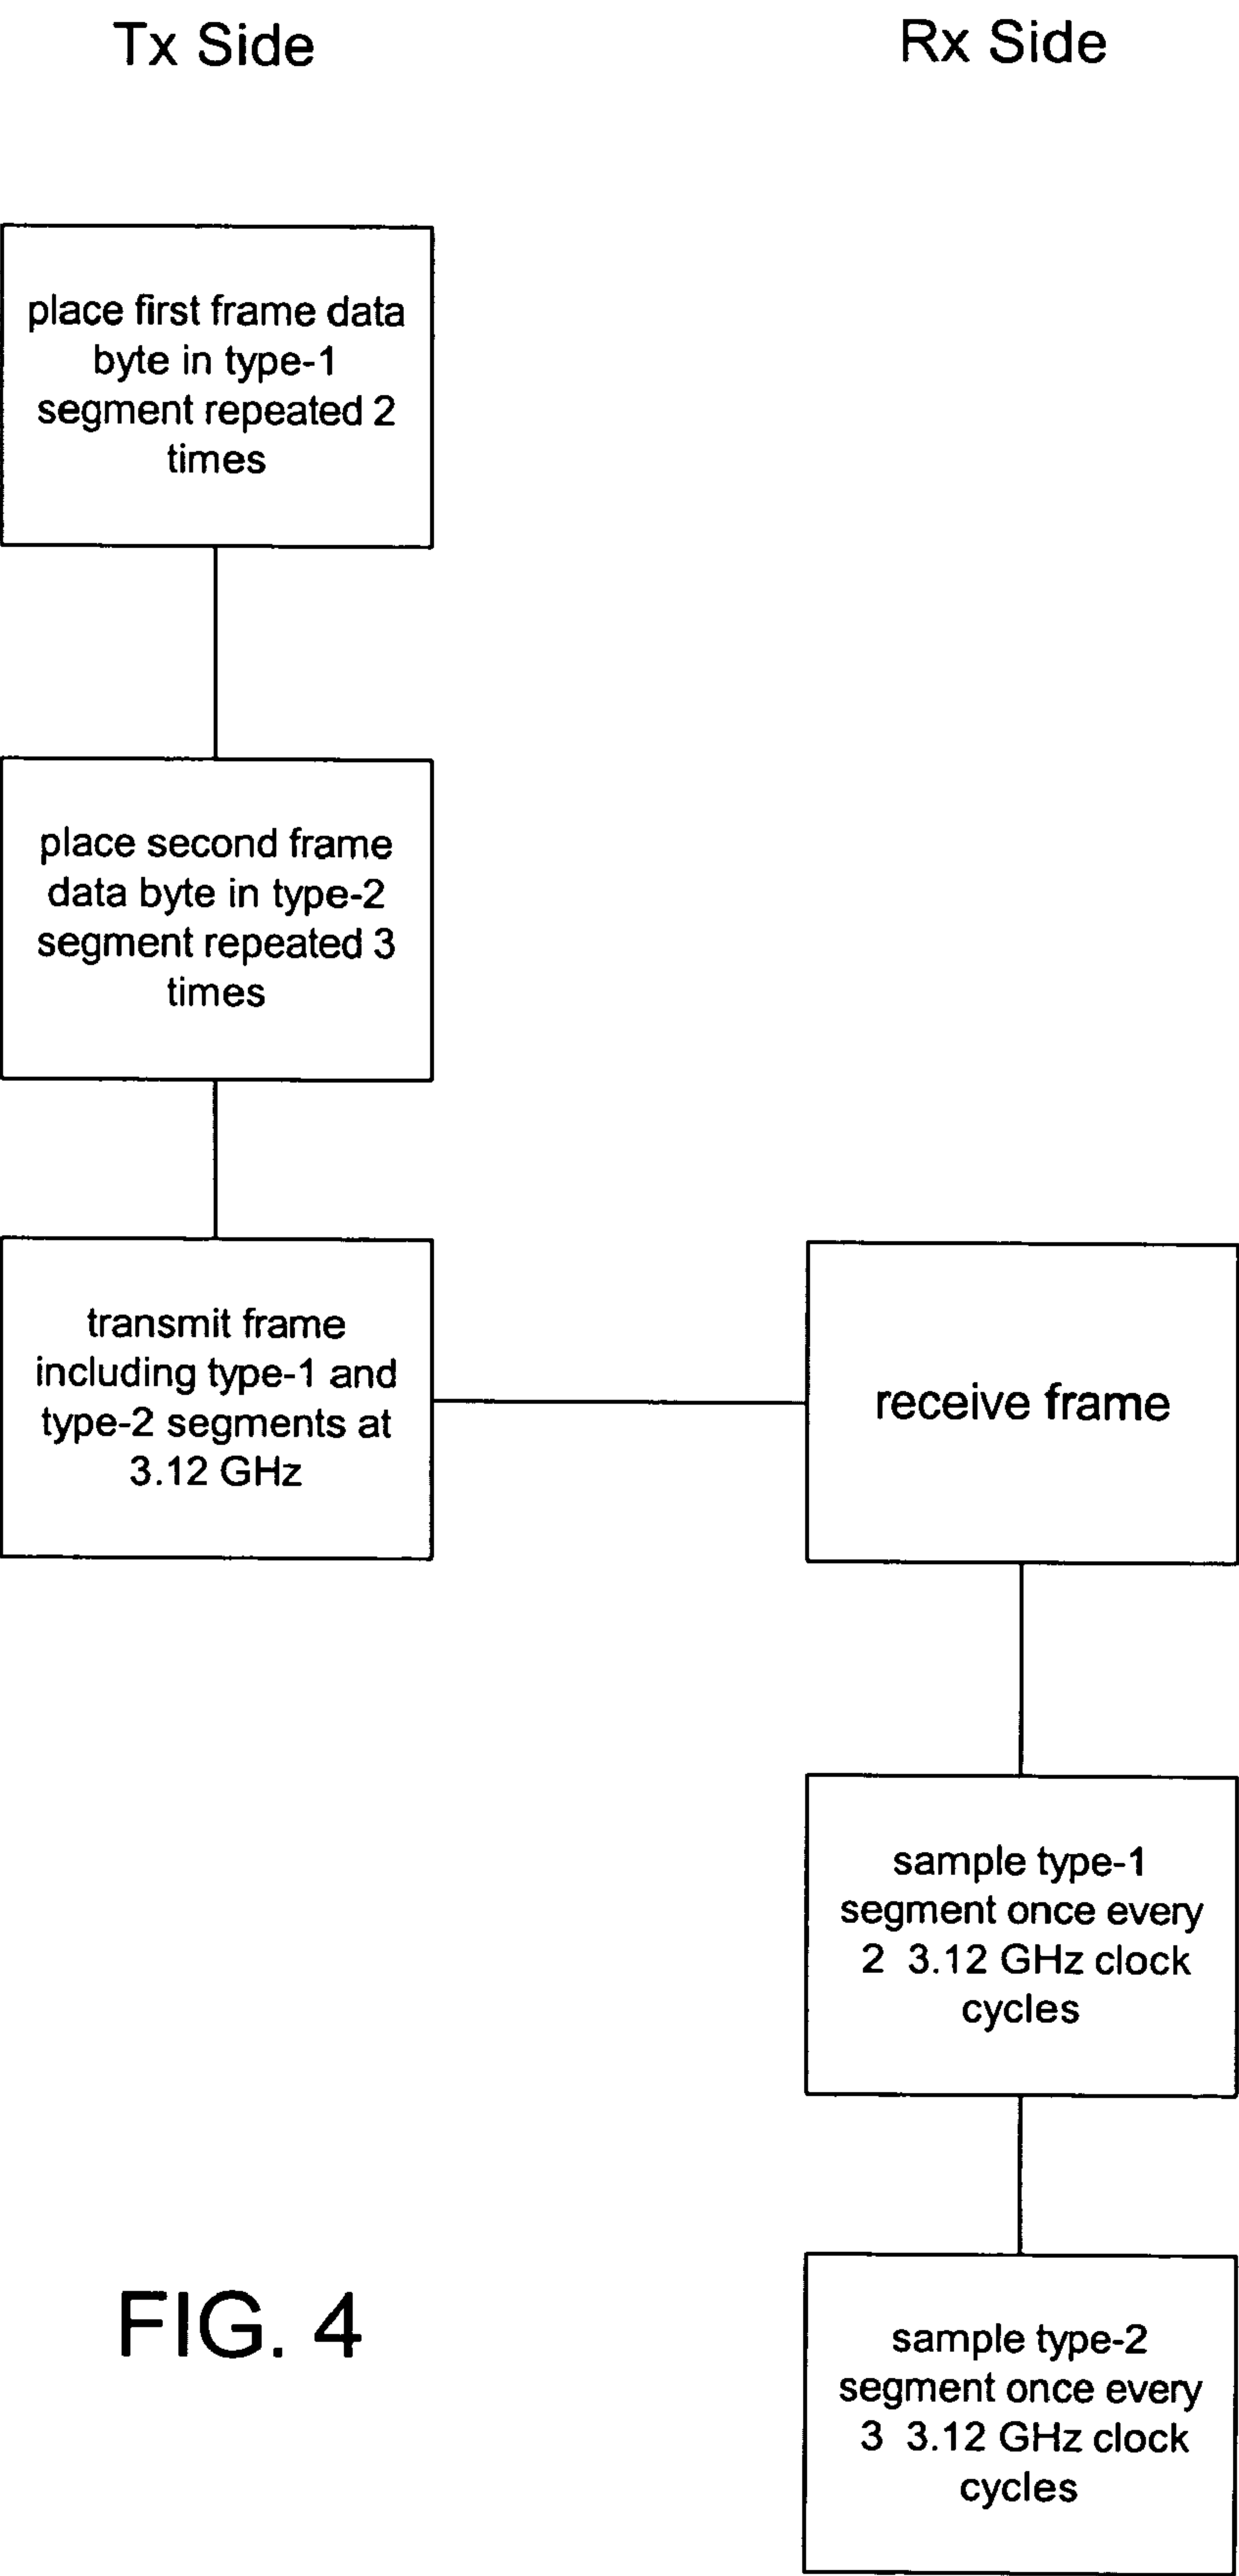 Tx Side
Rx Side
place first frame data
byte in type-1
segment repeated 2
times
place second frame
data byte in type-2
segment repeated 3
times
transmit frame
including type-1 and
type-2 segments at
3.12 GHz
receive frame
sample type-1
segment once every
2 3.12 GHz clock
cycles
sample type-2
segment once every
3 3.12 GHz clock
cycles
FIG. 4